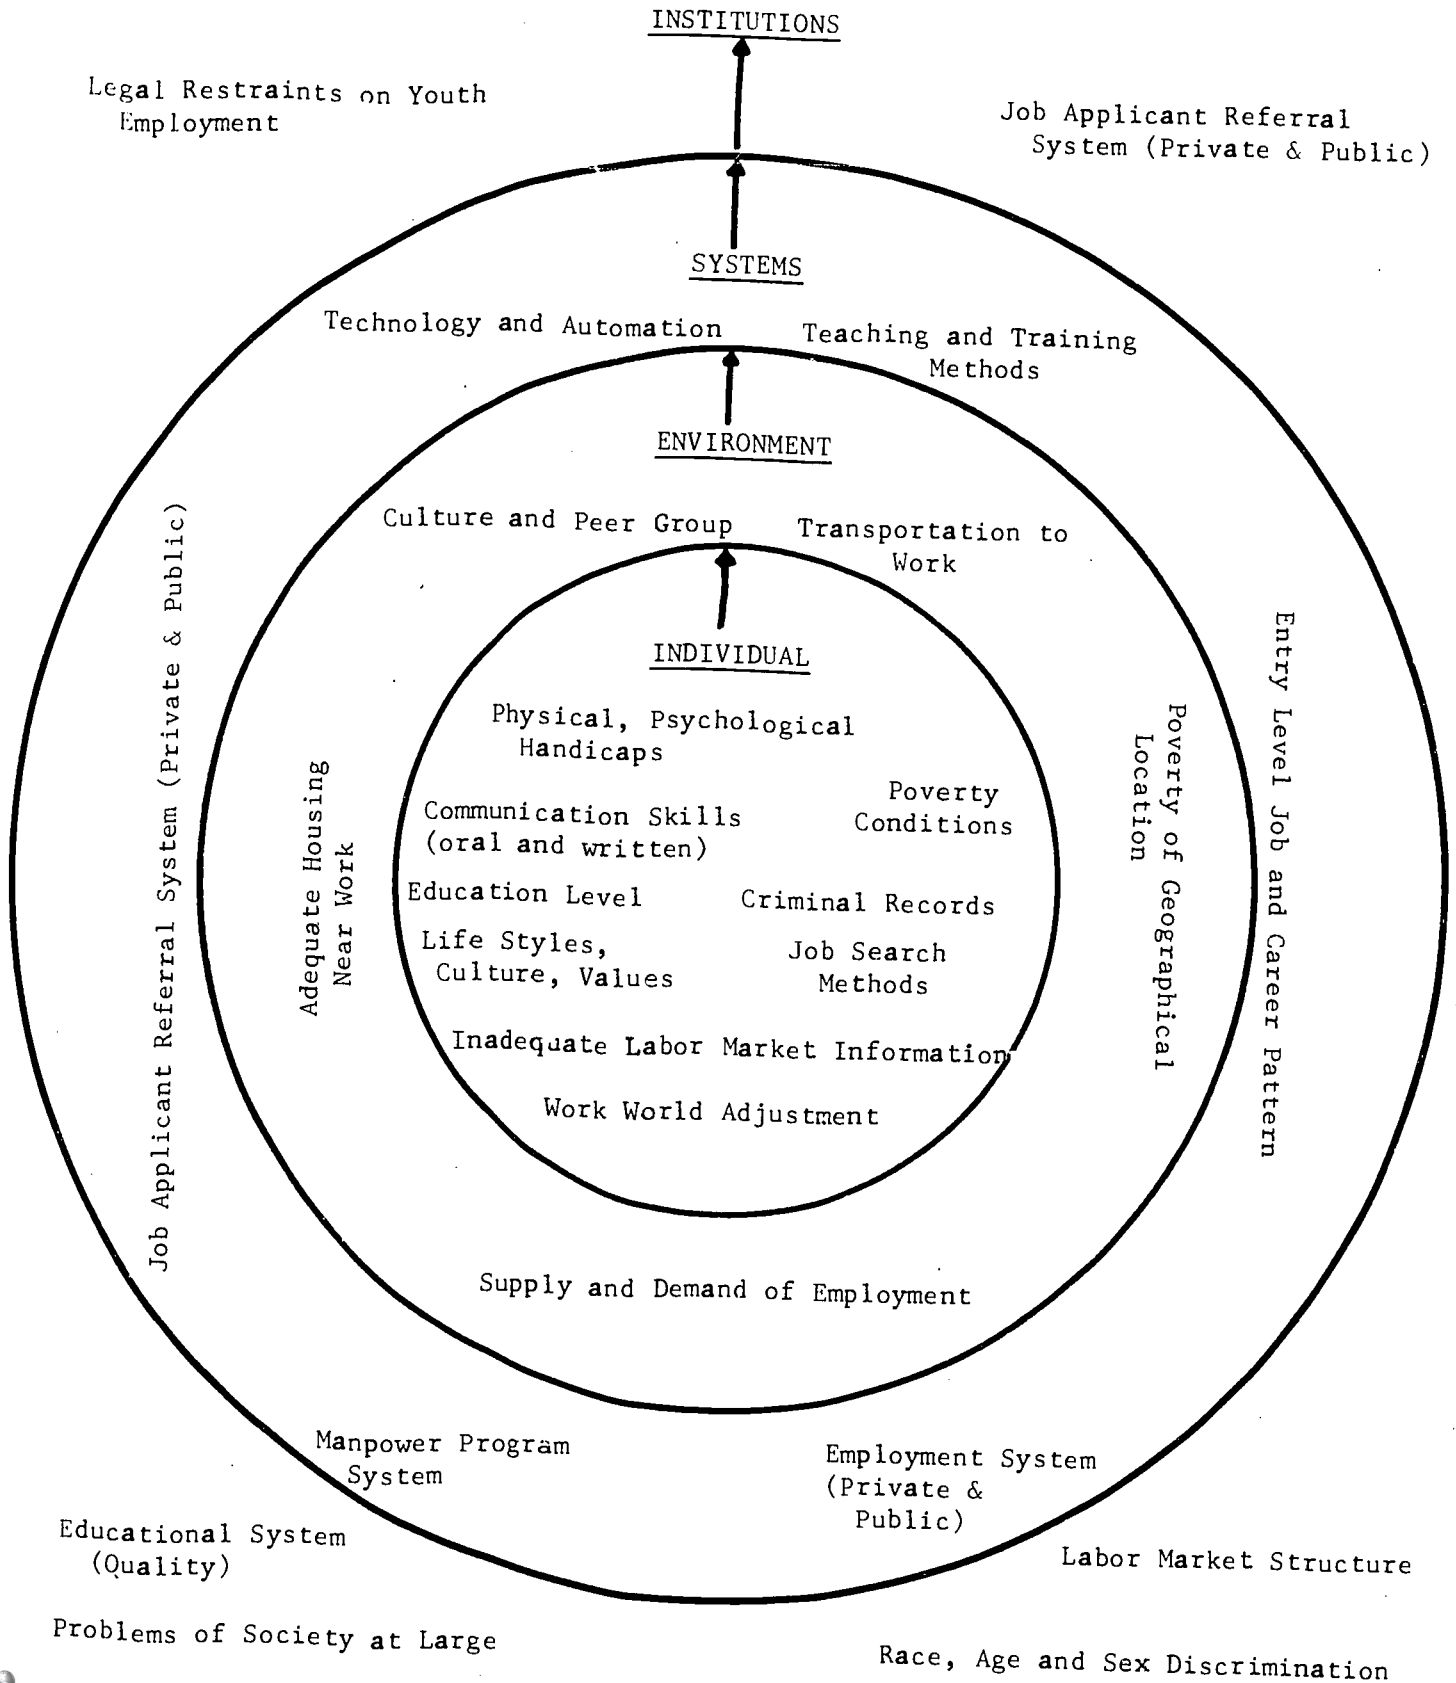 INSTITUTIONS
Legal Restraints on Youth
Employment
Job Applicant Referral
System (Private & Public)
SYSTEMS
Technology and Automation
Teaching and Training
Methods
ENVIRONMENT
Culture and Peer Group
Transportation to
Work
Job Applicant Referral System (Private & Public)
Adequate Housing
Near Work
INDIVIDUAL
Physical, Psychological
Handicaps
Communication Skills
(oral and written)
Poverty
Conditions
Education Level
Criminal Records
Life Styles,
Culture, Values
Job Search
Methods
Inadequate Labor Market Information
Work World Adjustment
Poverty of Geographical
Location
Entry Level Job and Career Pattern
Supply and Demand of Employment
Manpower Program
System
Employment System
(Private &
Public)
Educational System
(Quality)
Labor Market Structure
Problems of Society at Large
Race, Age and Sex Discrimination